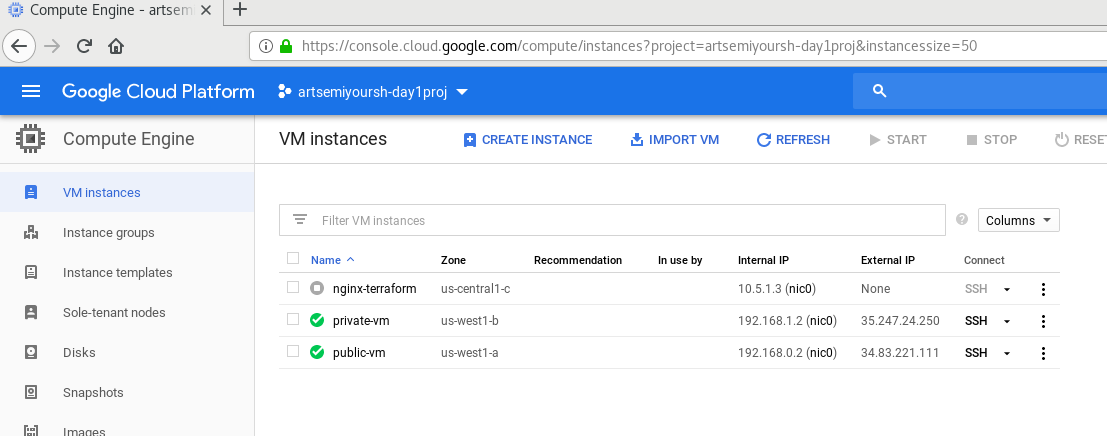 Compute Engine - artsem
https://console.cloud.google.com/compute/instances?project=artsemiyoursh-day1proj&instancessize=50
Google Cloud Platform artsemiyoursh-day1proj
Compute Engine VM instances CREATE INSTANCE IMPORT VM REFRESH START STOP RESET
VM instances
Instance groups
Instance templates
Sole-tenant nodes
Disks
Snapshots
Images
Filter VM instances Columns
Name Zone Recommendation In use by Internal IP External IP Connect
nginx-terraform us-central1-c 10.5.1.3 (nic0) None SSH
private-vm us-west1-b 192.168.1.2 (nic0) 35.247.24.250 SSH
public-vm us-west1-a 192.168.0.2 (nic0) 34.83.221.111 SSH